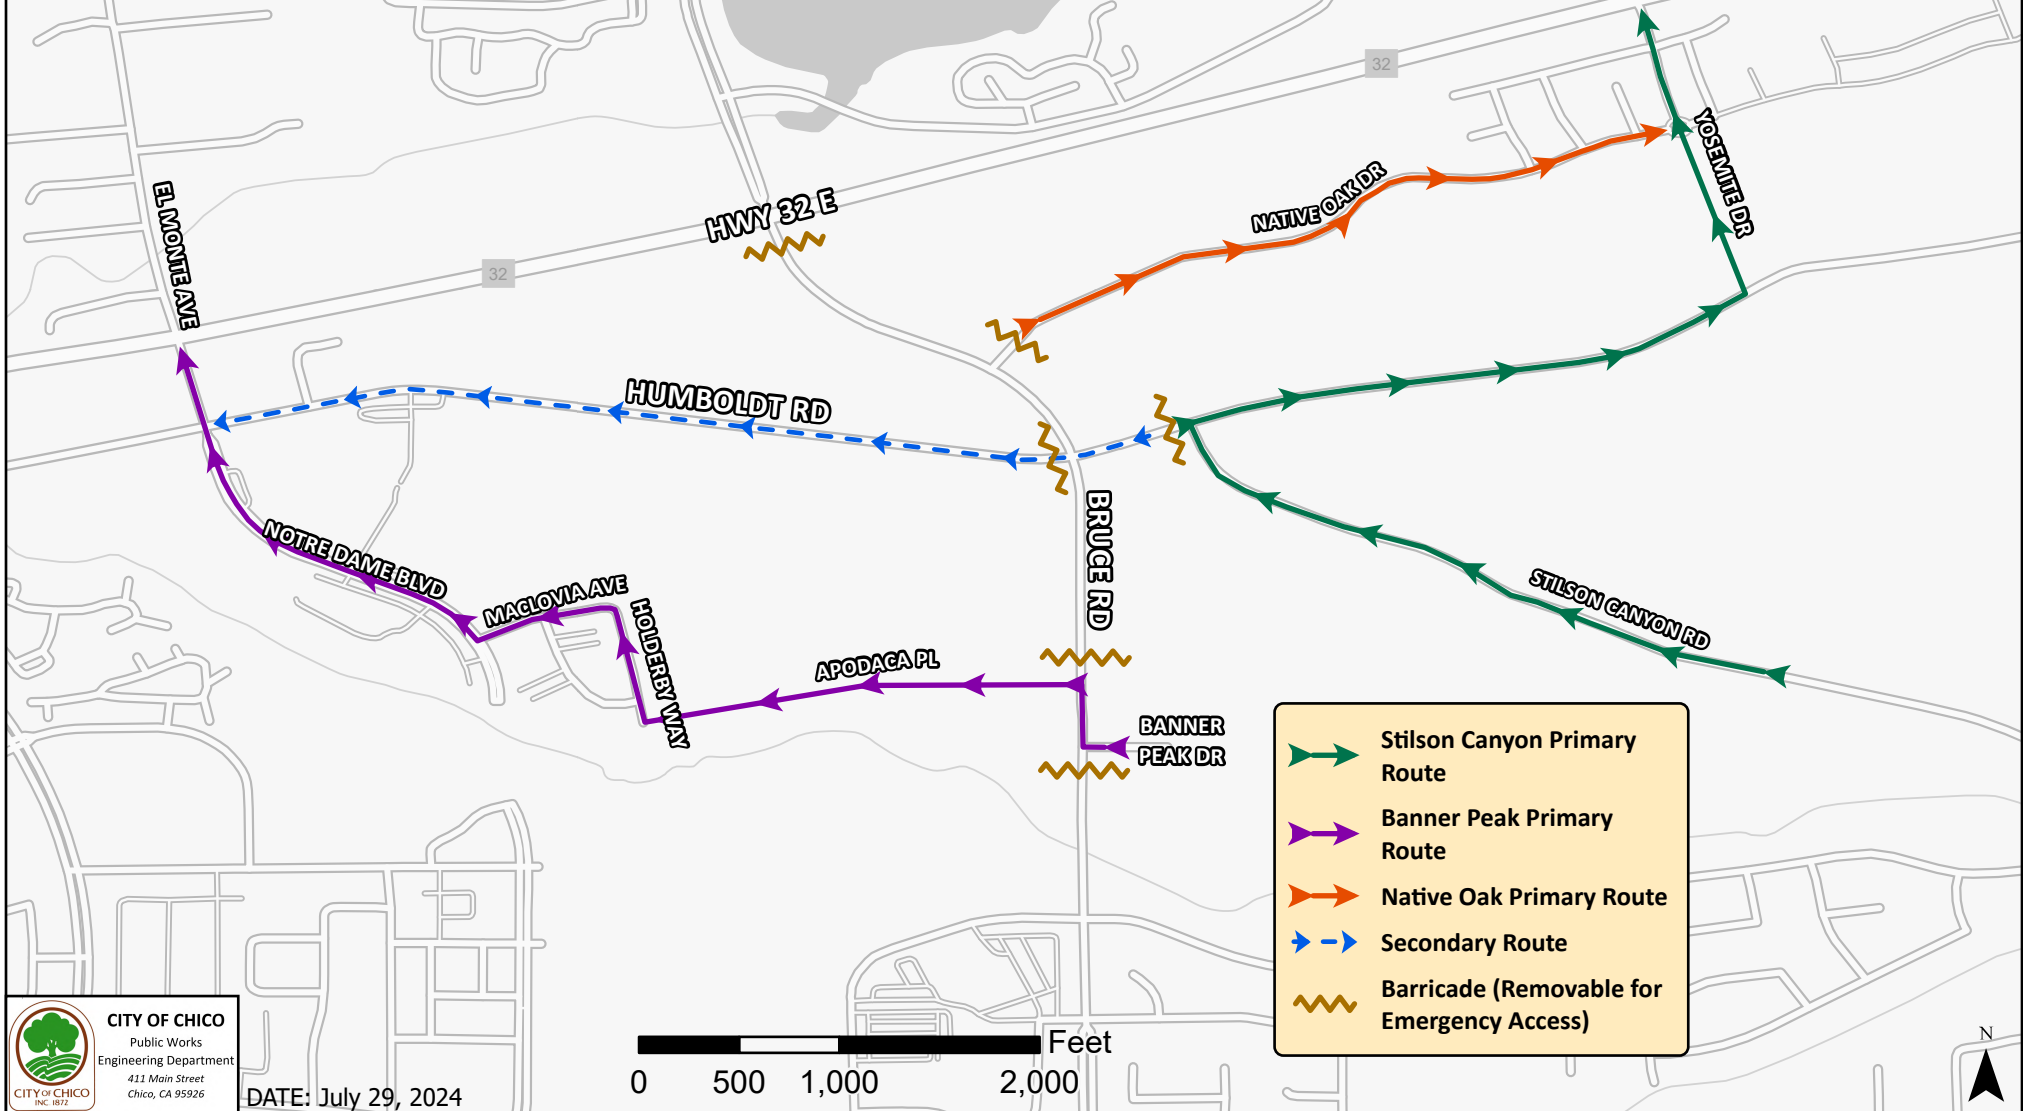 32
YOSEMITE DR
EL MONTE AVE
HWY 32 E
NATIVE OAK DR
32
HUMBOLDT RD
BRUCE RD
NOTRE DAME BLVD
MACLOVIA AVE
HOLDERBY WAY
STILSON CANYON RD
APODACA PL
BANNER
PEAK DR
Stilson Canyon Primary
Route
Banner Peak Primary
Route
Native Oak Primary Route
Secondary Route
Barricade (Removable for
Emergency Access)
CITY OF CHICO
Public Works
Engineering Department
411 Main Street
Chico, CA 95926
CITY OF CHICO
INC. 1872
DATE: July 29, 2024
Feet
0 500 1,000 2,000
N